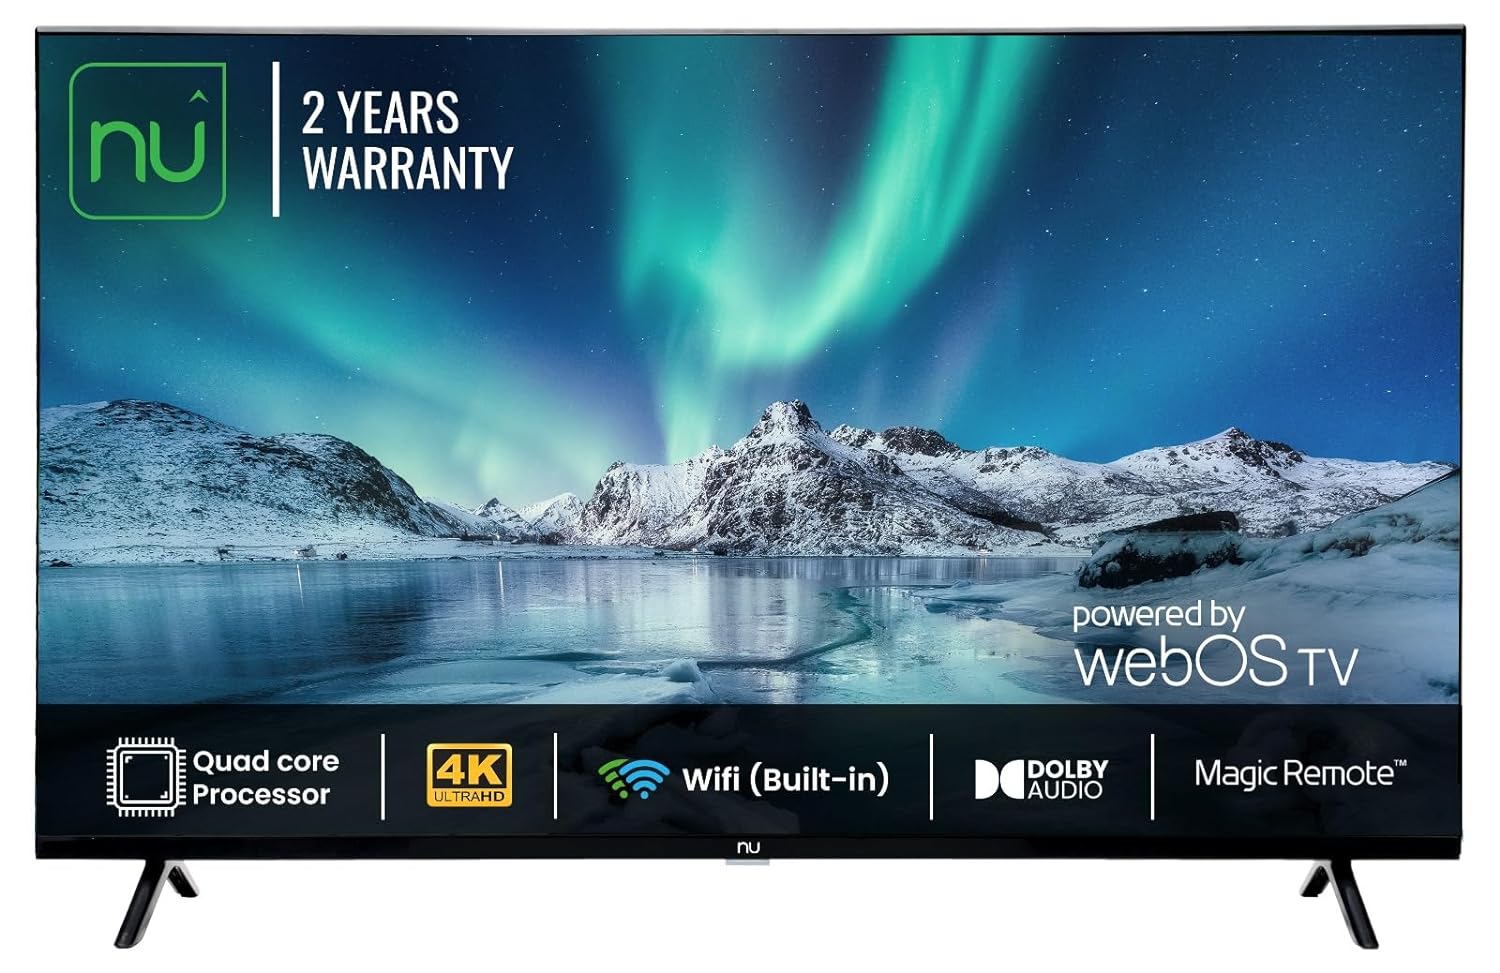 nu
2 YEARS
WARRANTY
powered by
webOS TV
Quad core
Processor
4K
ULTRAHD
Wifi (Built-in)
DOLBY
AUDIO
Magic Remote™
nu